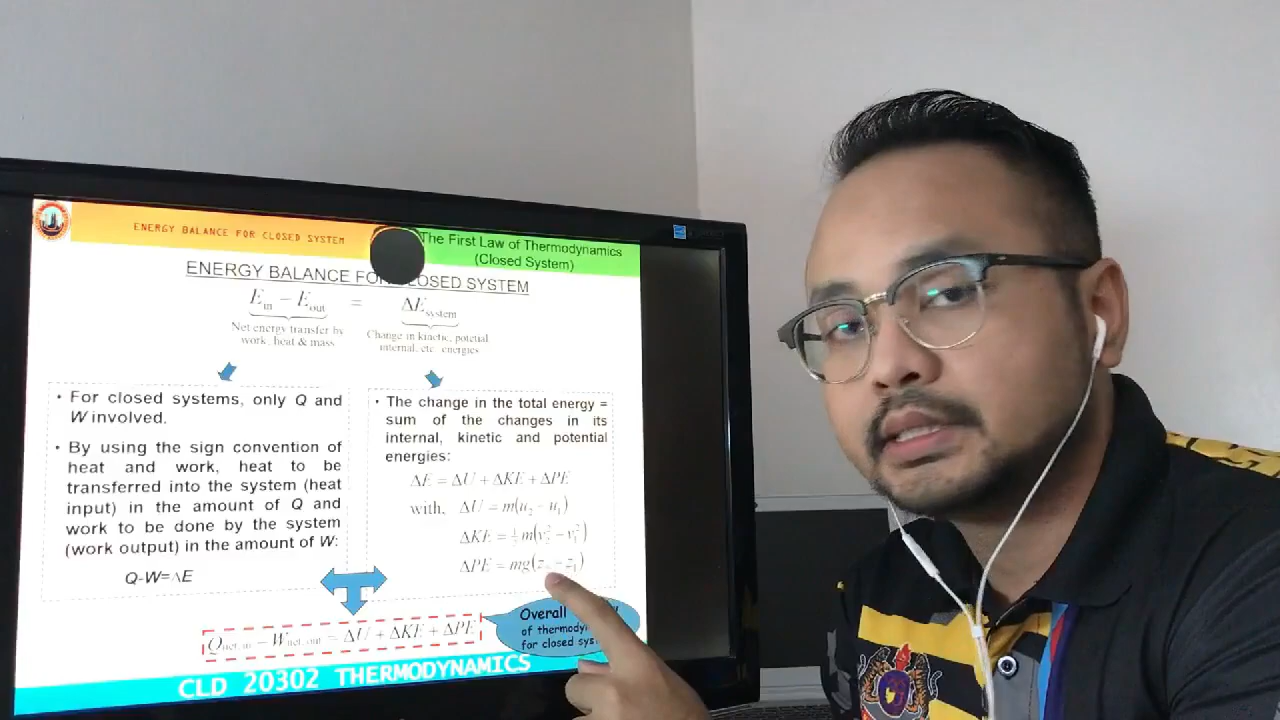 ENERGY BALANCE FOR CLOSED SYSTEM
The First Law of Thermodynamics
(Closed System)
ENERGY BALANCE FOR CLOSED SYSTEM
E_in − E_out = ΔE_system
Net energy transfer by
work, heat & mass
Change in kinetic, potetial
internal, etc. energies
• For closed systems, only Q and
W involved.
• By using the sign convention of
heat and work, heat to be
transferred into the system (heat
input) in the amount of Q and
work to be done by the system
(work output) in the amount of W:
Q-W=ΔE
• The change in the total energy =
sum of the changes in its
internal, kinetic and potential
energies:
ΔE = ΔU + ΔKE + ΔPE
with, ΔU = m(u₂ − u₁)
ΔKE = ½m(v₂² − v₁²)
ΔPE = mg(z₂ − z₁)
Q_net,in − W_net,out = ΔU + ΔKE + ΔPE
Overall
of
for closed
CLD 20302 THERMODYNAMICS